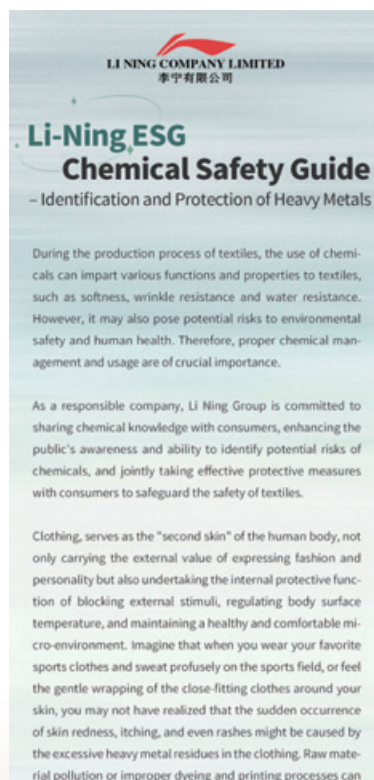 LI NING COMPANY LIMITED
李宁有限公司
Li-Ning ESG
Chemical Safety Guide
– Identification and Protection of Heavy Metals
During the production process of textiles, the use of chemi-
cals can impart various functions and properties to textiles,
such as softness, wrinkle resistance and water resistance.
However, it may also pose potential risks to environmental
safety and human health. Therefore, proper chemical man-
agement and usage are of crucial importance.
As a responsible company, Li Ning Group is committed to
sharing chemical knowledge with consumers, enhancing the
public's awareness and ability to identify potential risks of
chemicals, and jointly taking effective protective measures
with consumers to safeguard the safety of textiles.
Clothing, serves as the "second skin" of the human body, not
only carrying the external value of expressing fashion and
personality but also undertaking the internal protective func-
tion of blocking external stimuli, regulating body surface
temperature, and maintaining a healthy and comfortable mi-
cro-environment. Imagine that when you wear your favorite
sports clothes and sweat profusely on the sports field, or feel
the gentle wrapping of the close-fitting clothes around your
skin, you may not have realized that the sudden occurrence
of skin redness, itching, and even rashes might be caused by
the excessive heavy metal residues in the clothing. Raw mate-
rial pollution or improper dyeing and printing processes can